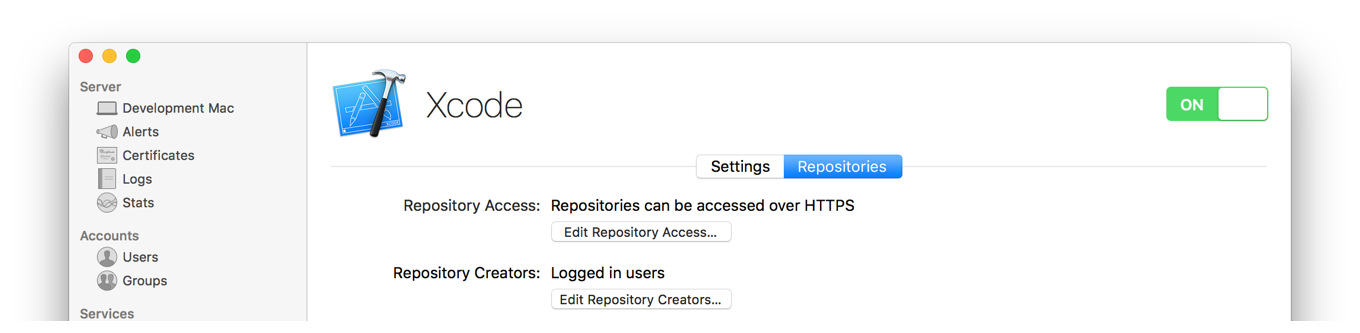 Server
Development Mac
Alerts
Certificates
Logs
Stats
Accounts
Users
Groups
Services
Xcode
ON
Settings Repositories
Repository Access: Repositories can be accessed over HTTPS
Edit Repository Access...
Repository Creators: Logged in users
Edit Repository Creators...